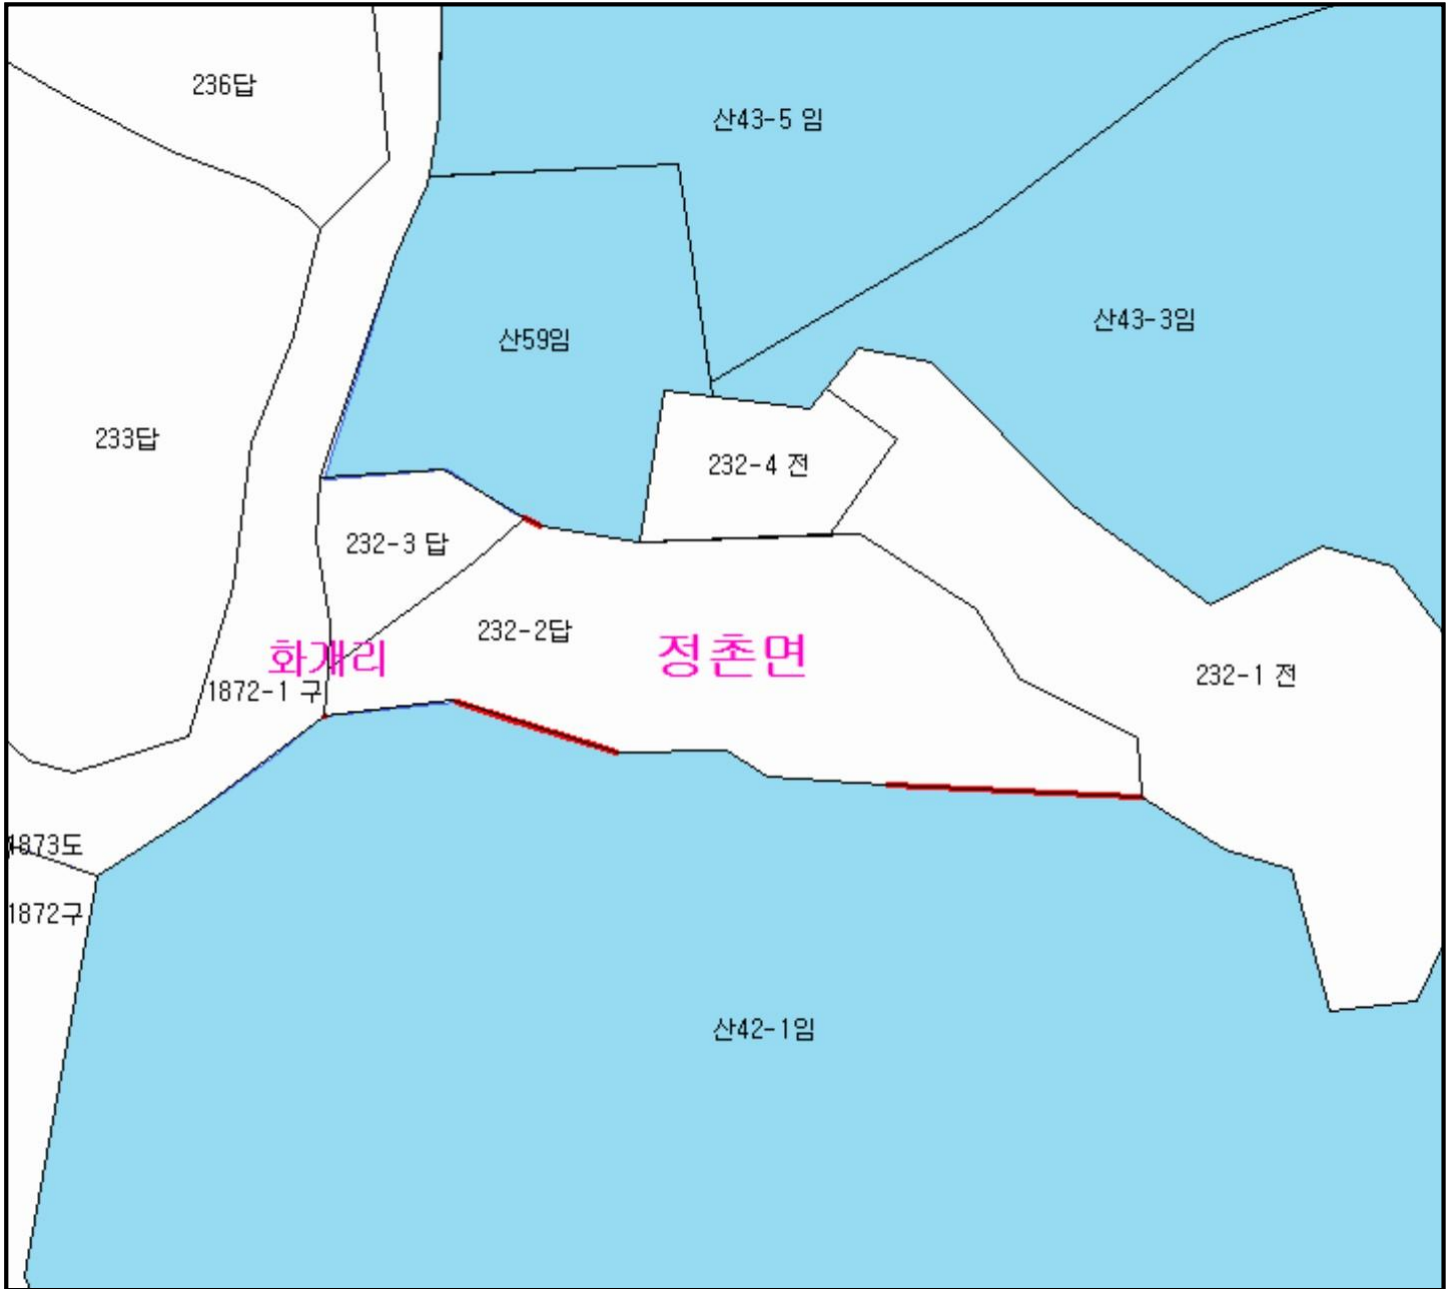 236답
산43-5 임
산43-3임
산59임
233답
232-4 전
232-3 답
232-2답
정촌면
화개리
232-1 전
1872-1 구
1873도
1872구
산42-1임